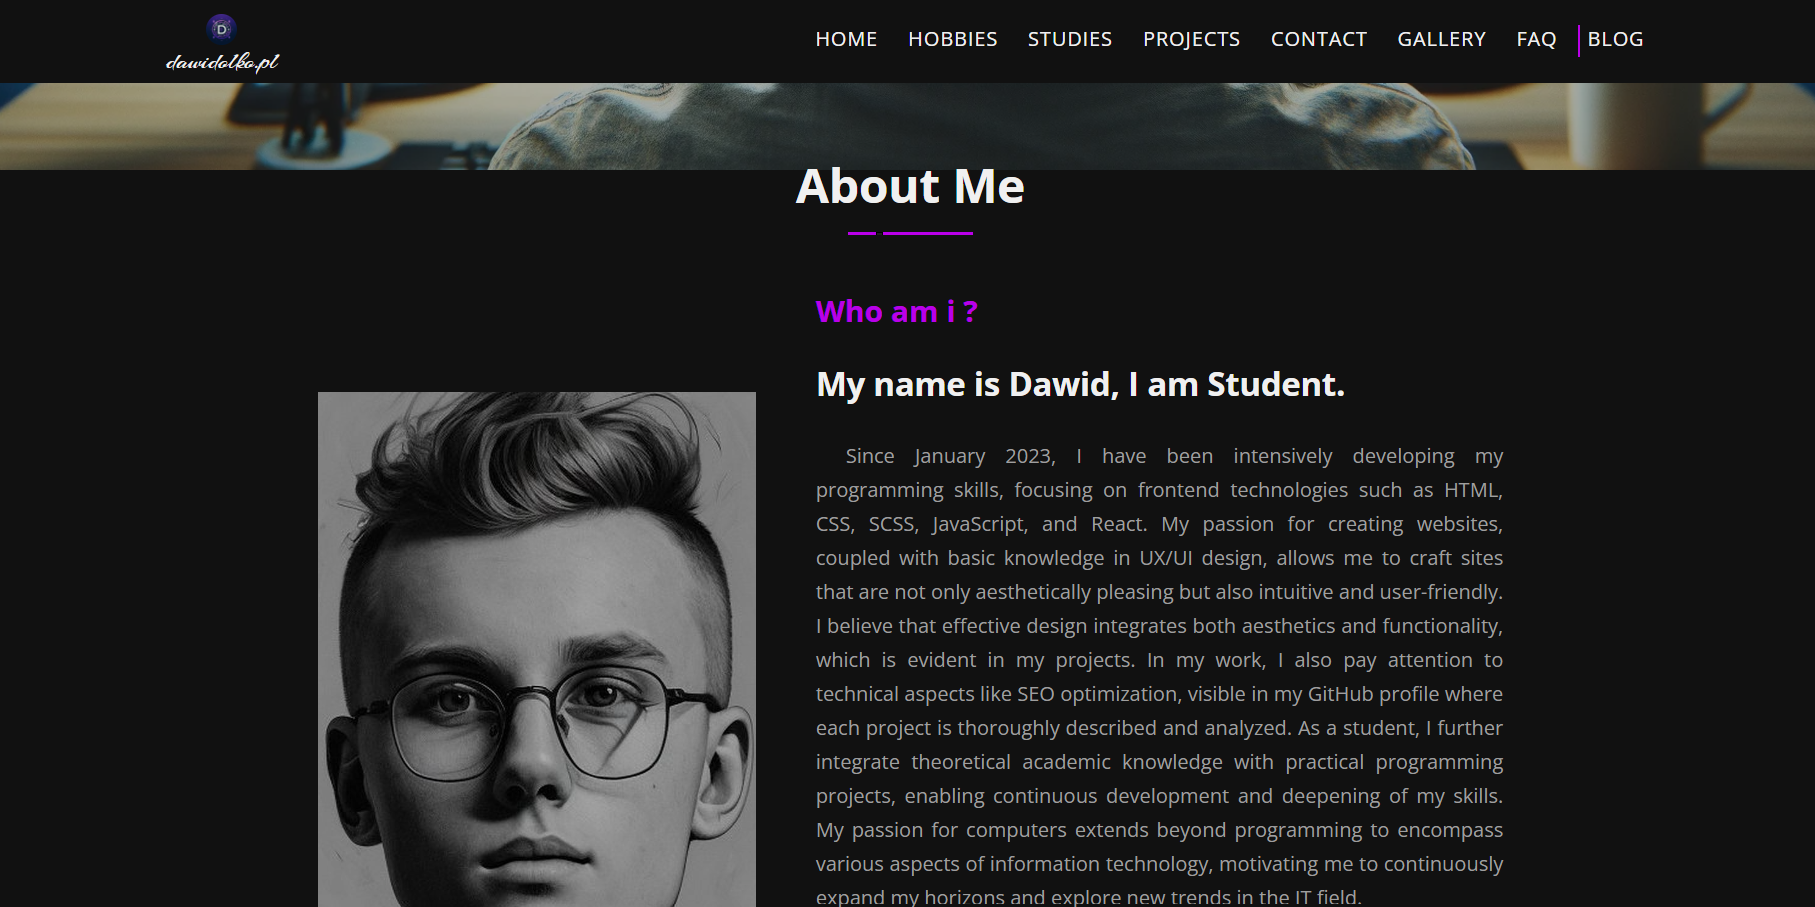 D
dawidolko.pl
HOME HOBBIES STUDIES PROJECTS CONTACT GALLERY FAQ BLOG
About Me
Who am i ?
My name is Dawid, I am Student.
Since January 2023, I have been intensively developing my
programming skills, focusing on frontend technologies such as HTML,
CSS, SCSS, JavaScript, and React. My passion for creating websites,
coupled with basic knowledge in UX/UI design, allows me to craft sites
that are not only aesthetically pleasing but also intuitive and user-friendly.
I believe that effective design integrates both aesthetics and functionality,
which is evident in my projects. In my work, I also pay attention to
technical aspects like SEO optimization, visible in my GitHub profile where
each project is thoroughly described and analyzed. As a student, I further
integrate theoretical academic knowledge with practical programming
projects, enabling continuous development and deepening of my skills.
My passion for computers extends beyond programming to encompass
various aspects of information technology, motivating me to continuously
expand my horizons and explore new trends in the IT field.